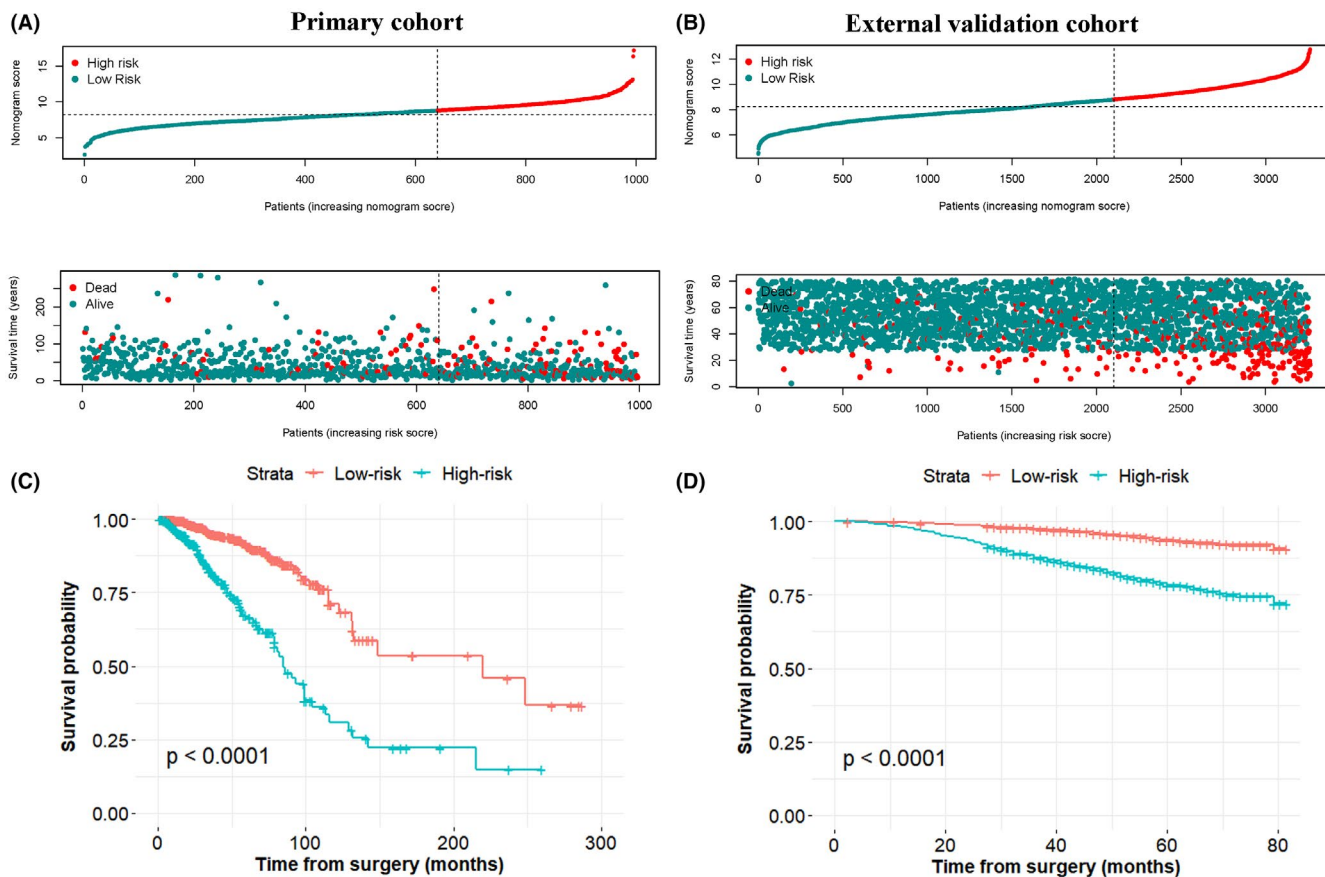 (A)
Primary cohort
High risk
Low Risk
Nomogram score
15
10
5
0
200
400
600
800
1000
Patients (increasing nomogram socre)
Dead
Alive
Survival time (years)
200
100
50
0
0
200
400
600
800
1000
Patients (increasing risk socre)
(B)
External validation cohort
High risk
Low Risk
Nomogram score
12
10
8
6
0
500
1000
1500
2000
2500
3000
Patients (increasing nomogram socre)
Dead
Alive
Survival time (years)
80
60
40
20
0
0
500
1000
1500
2000
2500
3000
Patients (increasing risk socre)
(C)
Strata Low-risk High-risk
Survival probability
1.00
0.75
0.50
0.25
0.00
p < 0.0001
0
100
200
300
Time from surgery (months)
(D)
Strata Low-risk High-risk
Survival probability
1.00
0.75
0.50
0.25
0.00
p < 0.0001
0
20
40
60
80
Time from surgery (months)